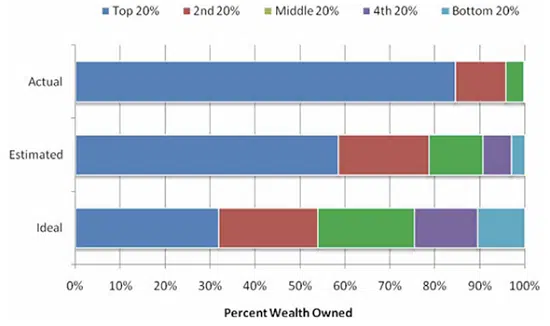 Top 20% 2nd 20% Middle 20% 4th 20% Bottom 20%
Actual
Estimated
Ideal
0% 10% 20% 30% 40% 50% 60% 70% 80% 90% 100%
Percent Wealth Owned